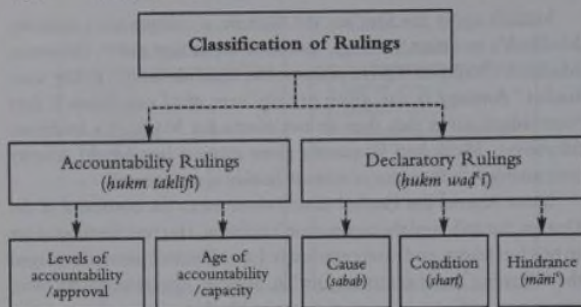 Classification of Rulings
Accountability Rulings
(ḥukm taklīfī)
Declaratory Rulings
(ḥukm waḍʿī)
Levels of
accountability
/approval
Age of
accountability
/capacity
Cause
(sabab)
Condition
(sharṭ)
Hindrance
(māniʿ)